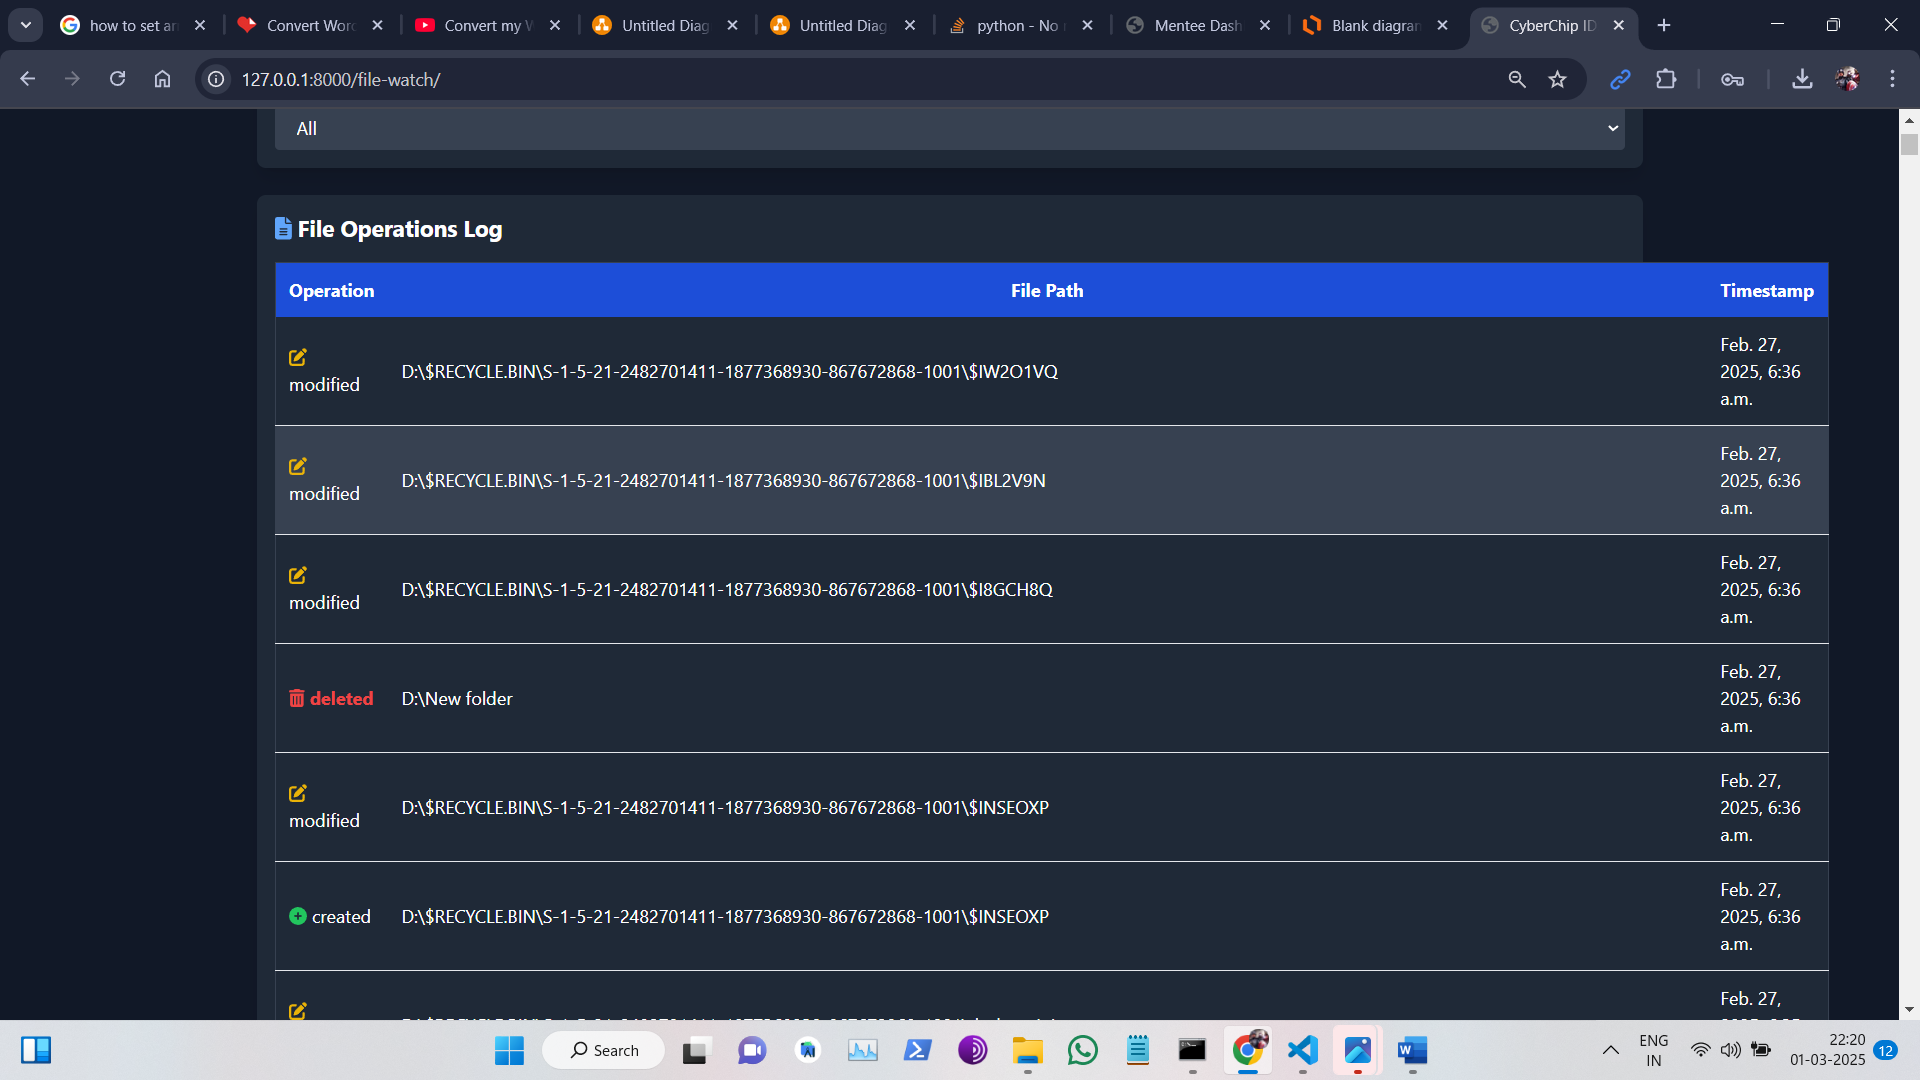 how to set an
Convert Word
Convert my W
Untitled Diag
Untitled Diag
python - No
Mentee Dash
Blank diagran
CyberChip ID
127.0.0.1:8000/file-watch/
All
File Operations Log
Operation File Path Timestamp
modified D:\$RECYCLE.BIN\S-1-5-21-2482701411-1877368930-867672868-1001\$IW2O1VQ Feb. 27,
2025, 6:36
a.m.
modified D:\$RECYCLE.BIN\S-1-5-21-2482701411-1877368930-867672868-1001\$IBL2V9N Feb. 27,
2025, 6:36
a.m.
modified D:\$RECYCLE.BIN\S-1-5-21-2482701411-1877368930-867672868-1001\$I8GCH8Q Feb. 27,
2025, 6:36
a.m.
deleted D:\New folder Feb. 27,
2025, 6:36
a.m.
modified D:\$RECYCLE.BIN\S-1-5-21-2482701411-1877368930-867672868-1001\$INSEOXP Feb. 27,
2025, 6:36
a.m.
created D:\$RECYCLE.BIN\S-1-5-21-2482701411-1877368930-867672868-1001\$INSEOXP Feb. 27,
2025, 6:36
a.m.
Feb. 27,
Search
ENG
IN
22:20
01-03-2025
12